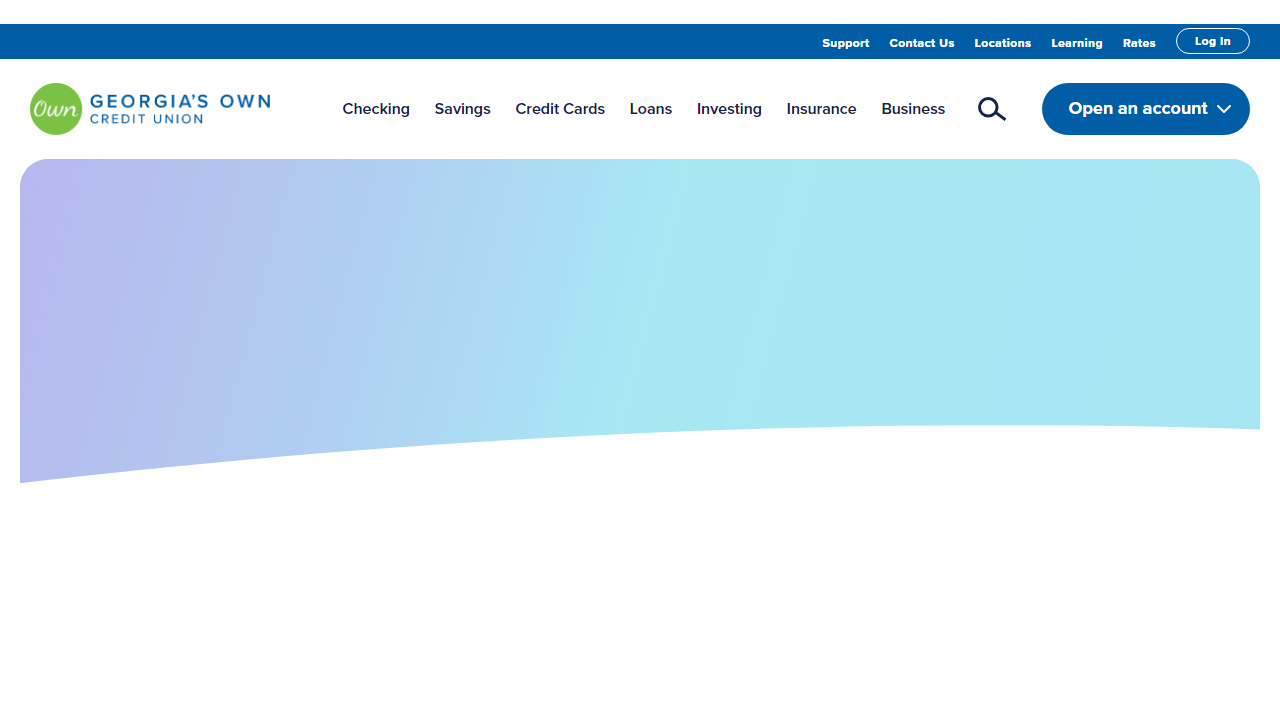 Support Contact Us Locations Learning Rates Log In
Own GEORGIA'S OWN
CREDIT UNION
Checking Savings Credit Cards Loans Investing Insurance Business Open an account